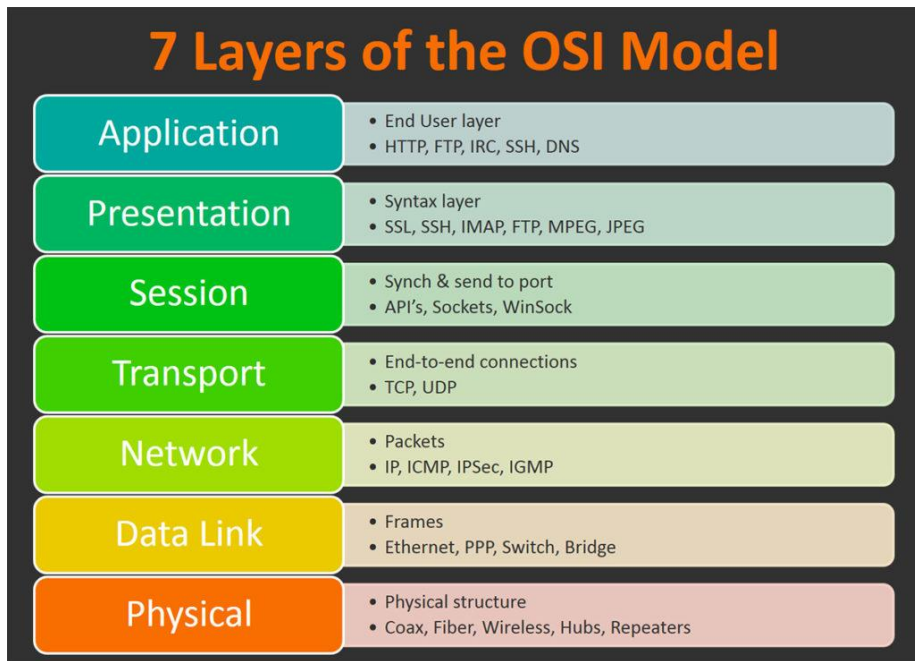 7 Layers of the OSI Model
Application
• End User layer
• HTTP, FTP, IRC, SSH, DNS
Presentation
• Syntax layer
• SSL, SSH, IMAP, FTP, MPEG, JPEG
Session
• Synch & send to port
• API's, Sockets, WinSock
Transport
• End-to-end connections
• TCP, UDP
Network
• Packets
• IP, ICMP, IPSec, IGMP
Data Link
• Frames
• Ethernet, PPP, Switch, Bridge
Physical
• Physical structure
• Coax, Fiber, Wireless, Hubs, Repeaters